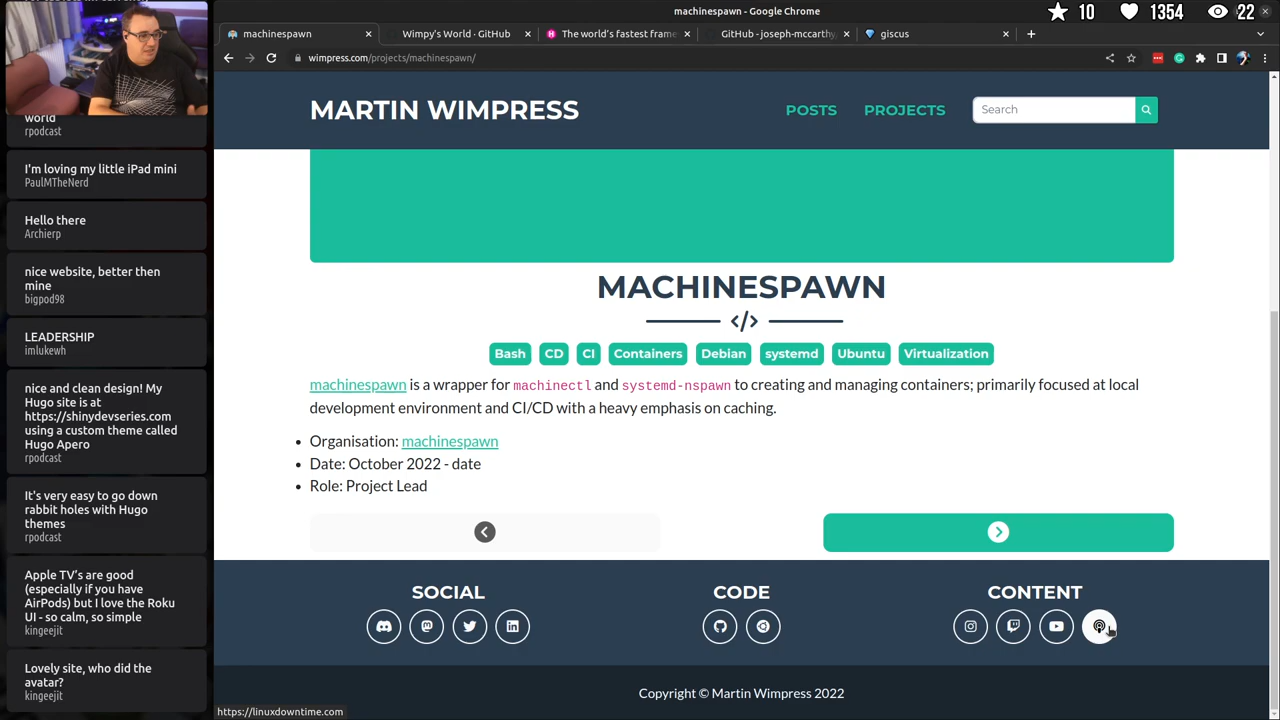 machinespawn - Google Chrome
10
1354
22
machinespawn
Wimpy's World · GitHub
The world's fastest frame
GitHub - joseph-mccarthy,
giscus
wimpress.com/projects/machinespawn/
MARTIN WIMPRESS
POSTS
PROJECTS
Search
world
rpodcast
I'm loving my little iPad mini
PaulMTheNerd
Hello there
Archierp
nice website, better then
mine
bigpod98
LEADERSHIP
imlukewh
nice and clean design! My
Hugo site is at
https://shinydevseries.com
using a custom theme called
Hugo Apero
rpodcast
It's very easy to go down
rabbit holes with Hugo
themes
rpodcast
Apple TV's are good
(especially if you have
AirPods) but I love the Roku
UI - so calm, so simple
kingeejit
Lovely site, who did the
avatar?
kingeejit
MACHINESPAWN
</>
Bash
CD
CI
Containers
Debian
systemd
Ubuntu
Virtualization
machinespawn is a wrapper for machinectl and systemd-nspawn to creating and managing containers; primarily focused at local
development environment and CI/CD with a heavy emphasis on caching.
• Organisation: machinespawn
• Date: October 2022 - date
• Role: Project Lead
SOCIAL
CODE
CONTENT
Copyright © Martin Wimpress 2022
https://linuxdowntime.com